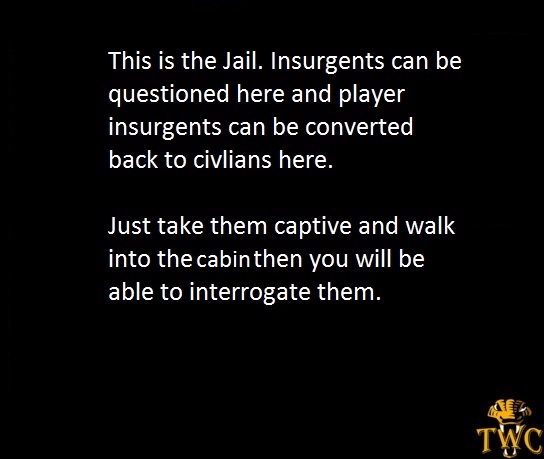 This is the Jail. Insurgents can be
questioned here and player
insurgents can be converted
back to civlians here.
Just take them captive and walk
into the cabin then you will be
able to interrogate them.
TWC